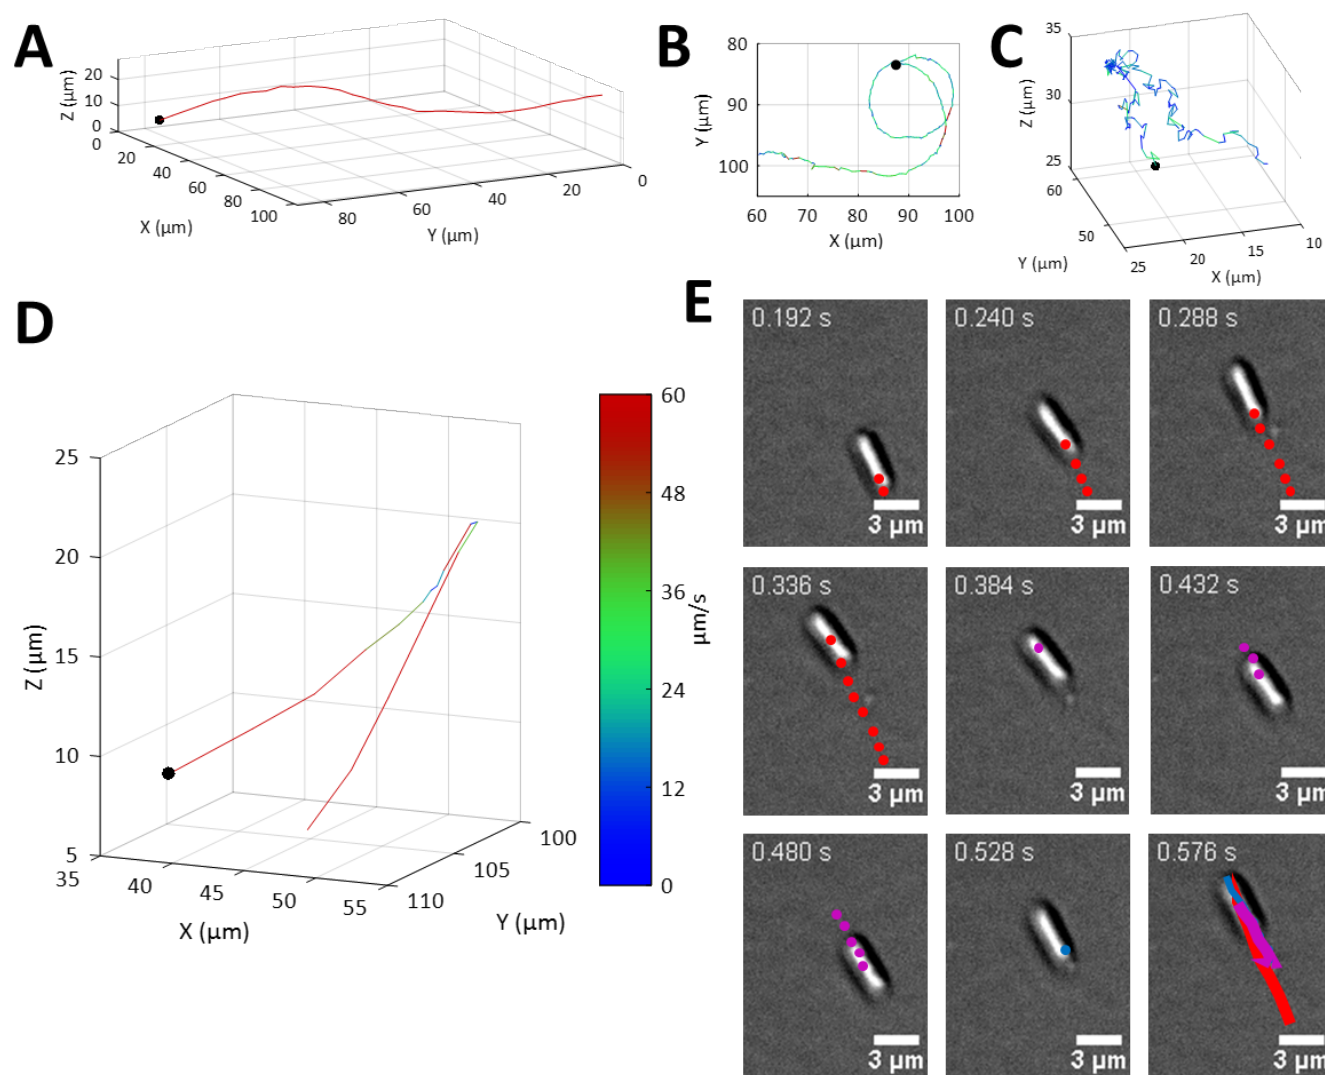 A
Z (µm)
20
10
0
0
20
40
60
80
100
X (µm)
80
60
40
20
0
Y (µm)
B
80
90
100
Y (µm)
60
70
80
90
100
X (µm)
C
35
30
25
Z (µm)
60
50
Y (µm)
25
20
15
10
X (µm)
D
25
20
15
10
5
Z (µm)
35
40
45
50
55
X (µm)
110
105
100
Y (µm)
60
48
36
24
12
0
µm/s
E
0.192 s
3 µm
0.240 s
3 µm
0.288 s
3 µm
0.336 s
3 µm
0.384 s
3 µm
0.432 s
3 µm
0.480 s
3 µm
0.528 s
3 µm
0.576 s
3 µm